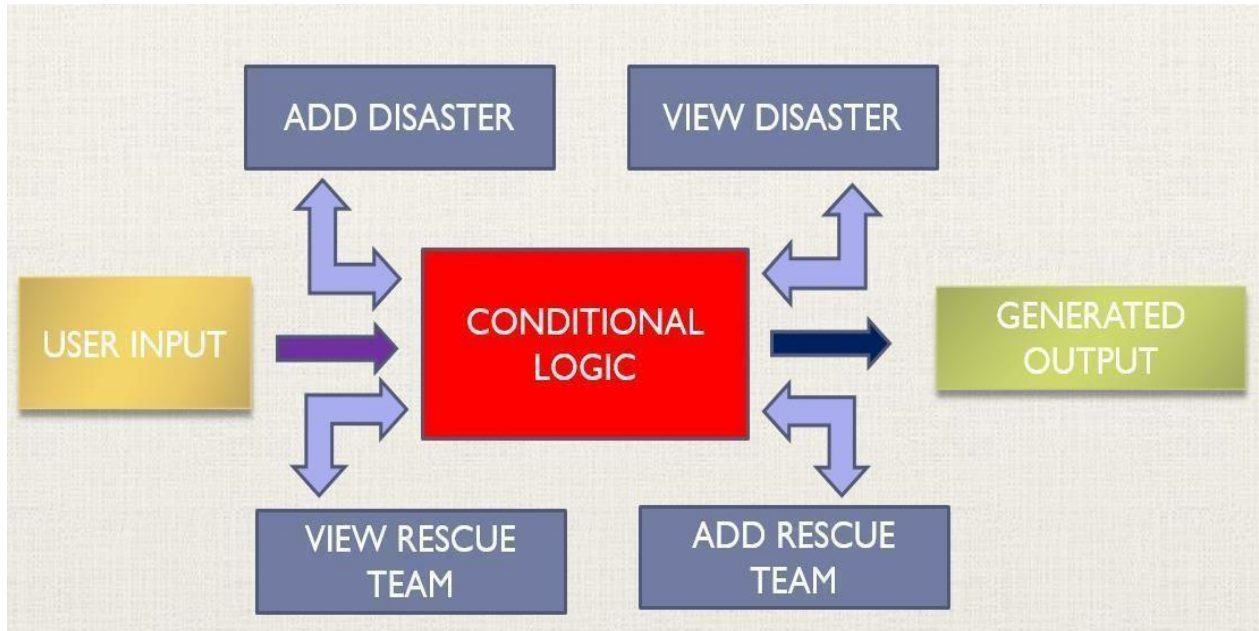 ADD DISASTER
VIEW DISASTER
USER INPUT
CONDITIONAL
LOGIC
GENERATED
OUTPUT
VIEW RESCUE
TEAM
ADD RESCUE
TEAM